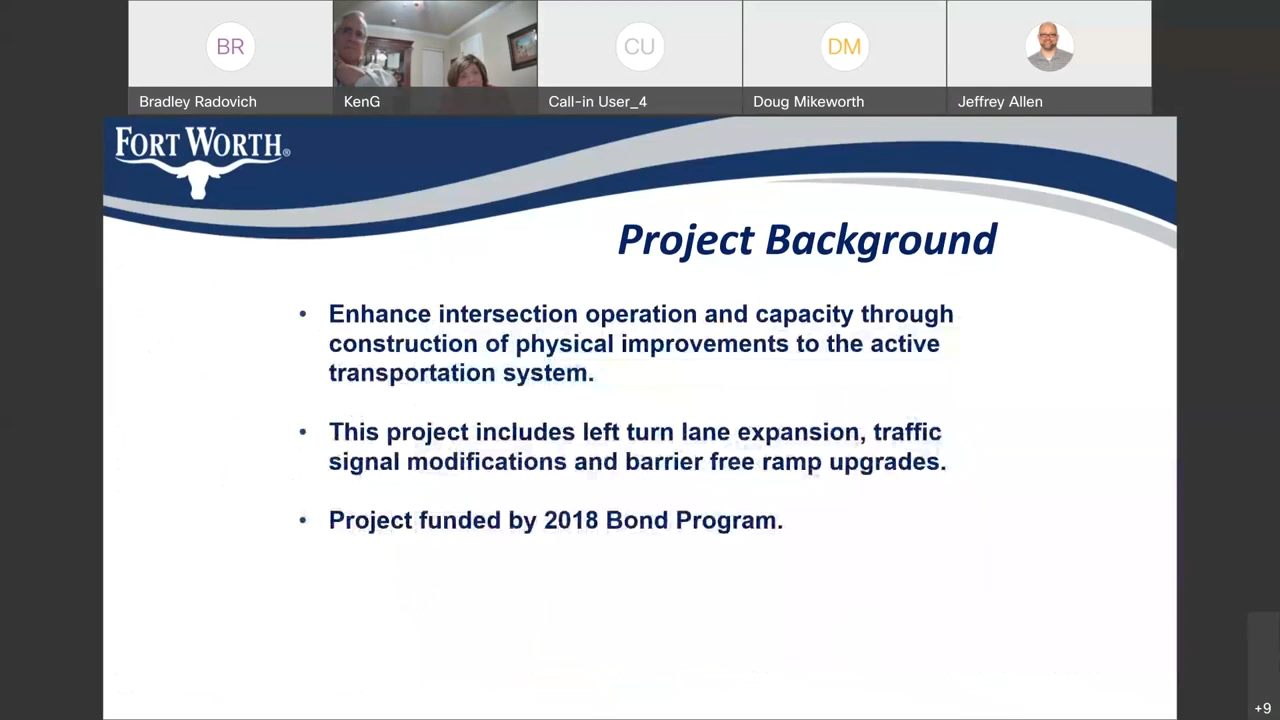 BR
CU
DM
Bradley Radovich
KenG
Call-in User_4
Doug Mikeworth
Jeffrey Allen
FORT WORTH®
Project Background
• Enhance intersection operation and capacity through
construction of physical improvements to the active
transportation system.
• This project includes left turn lane expansion, traffic
signal modifications and barrier free ramp upgrades.
• Project funded by 2018 Bond Program.
+9